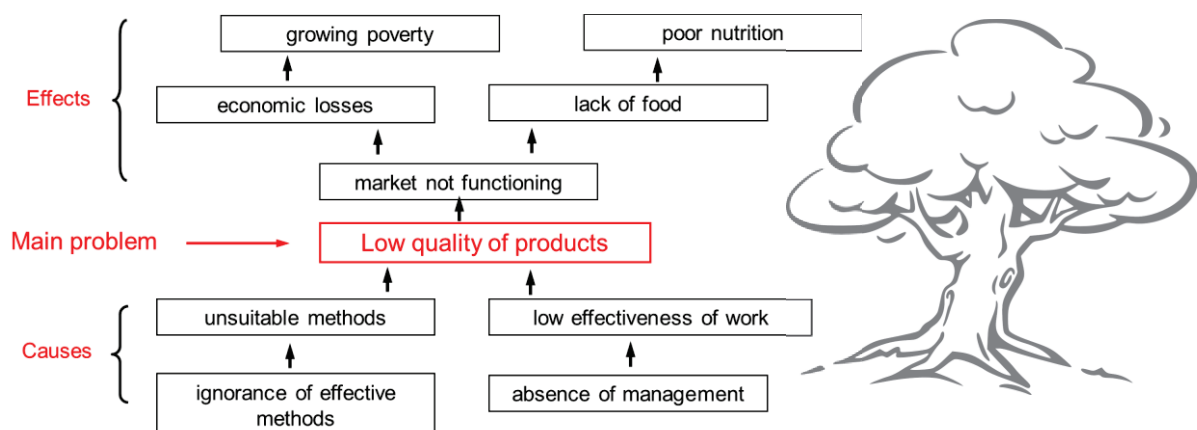 growing poverty
poor nutrition
Effects
economic losses
lack of food
market not functioning
Main problem
Low quality of products
unsuitable methods
low effectiveness of work
Causes
ignorance of effective
methods
absence of management